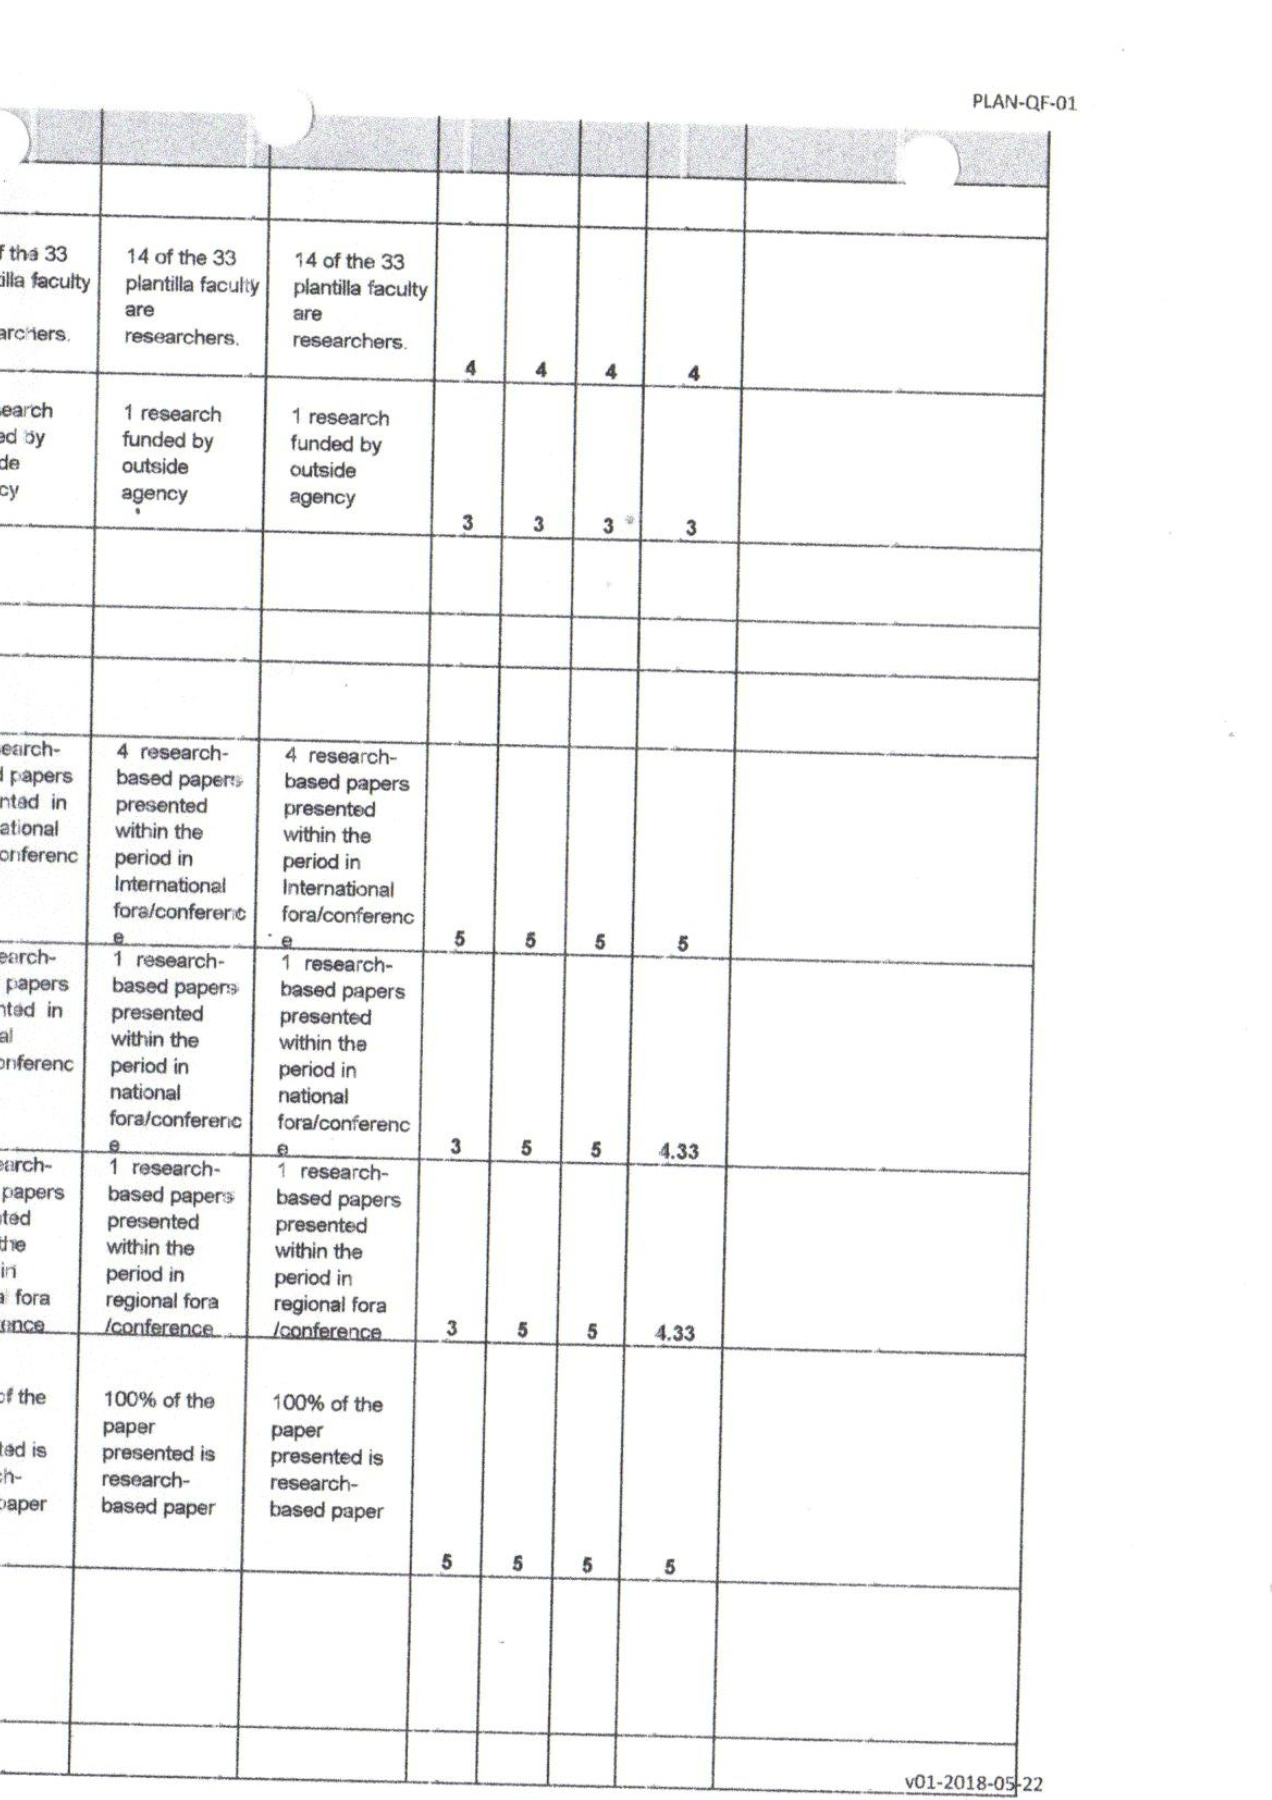 PLAN-QF-01
f the 33
illa faculty
archers.
14 of the 33
plantilla faculty
are
researchers.
14 of the 33
plantilla faculty
are
researchers.
4 4 4 4
search
ed by
de
cy
1 research
funded by
outside
agency
1 research
funded by
outside
agency
3 3 3 3
search-
d papers
nted in
ational
onferenc
4 research-
based papers
presented
within the
period in
International
fora/conferenc
e
4 research-
based papers
presented
within the
period in
International
fora/conferenc
e
5 5 5 5
earch-
papers
nted in
al
onferenc
1 research-
based papers
presented
within the
period in
national
fora/conferenc
e
1 research-
based papers
presented
within the
period in
national
fora/conferenc
e
3 5 5 4.33
earch-
papers
ted
the
in
fora
ence
1 research-
based papers
presented
within the
period in
regional fora
/conference
1 research-
based papers
presented
within the
period in
regional fora
/conference
3 5 5 4.33
of the
ted is
ch-
paper
100% of the
paper
presented is
research-
based paper
100% of the
paper
presented is
research-
based paper
5 5 5 5
v01-2018-05-22